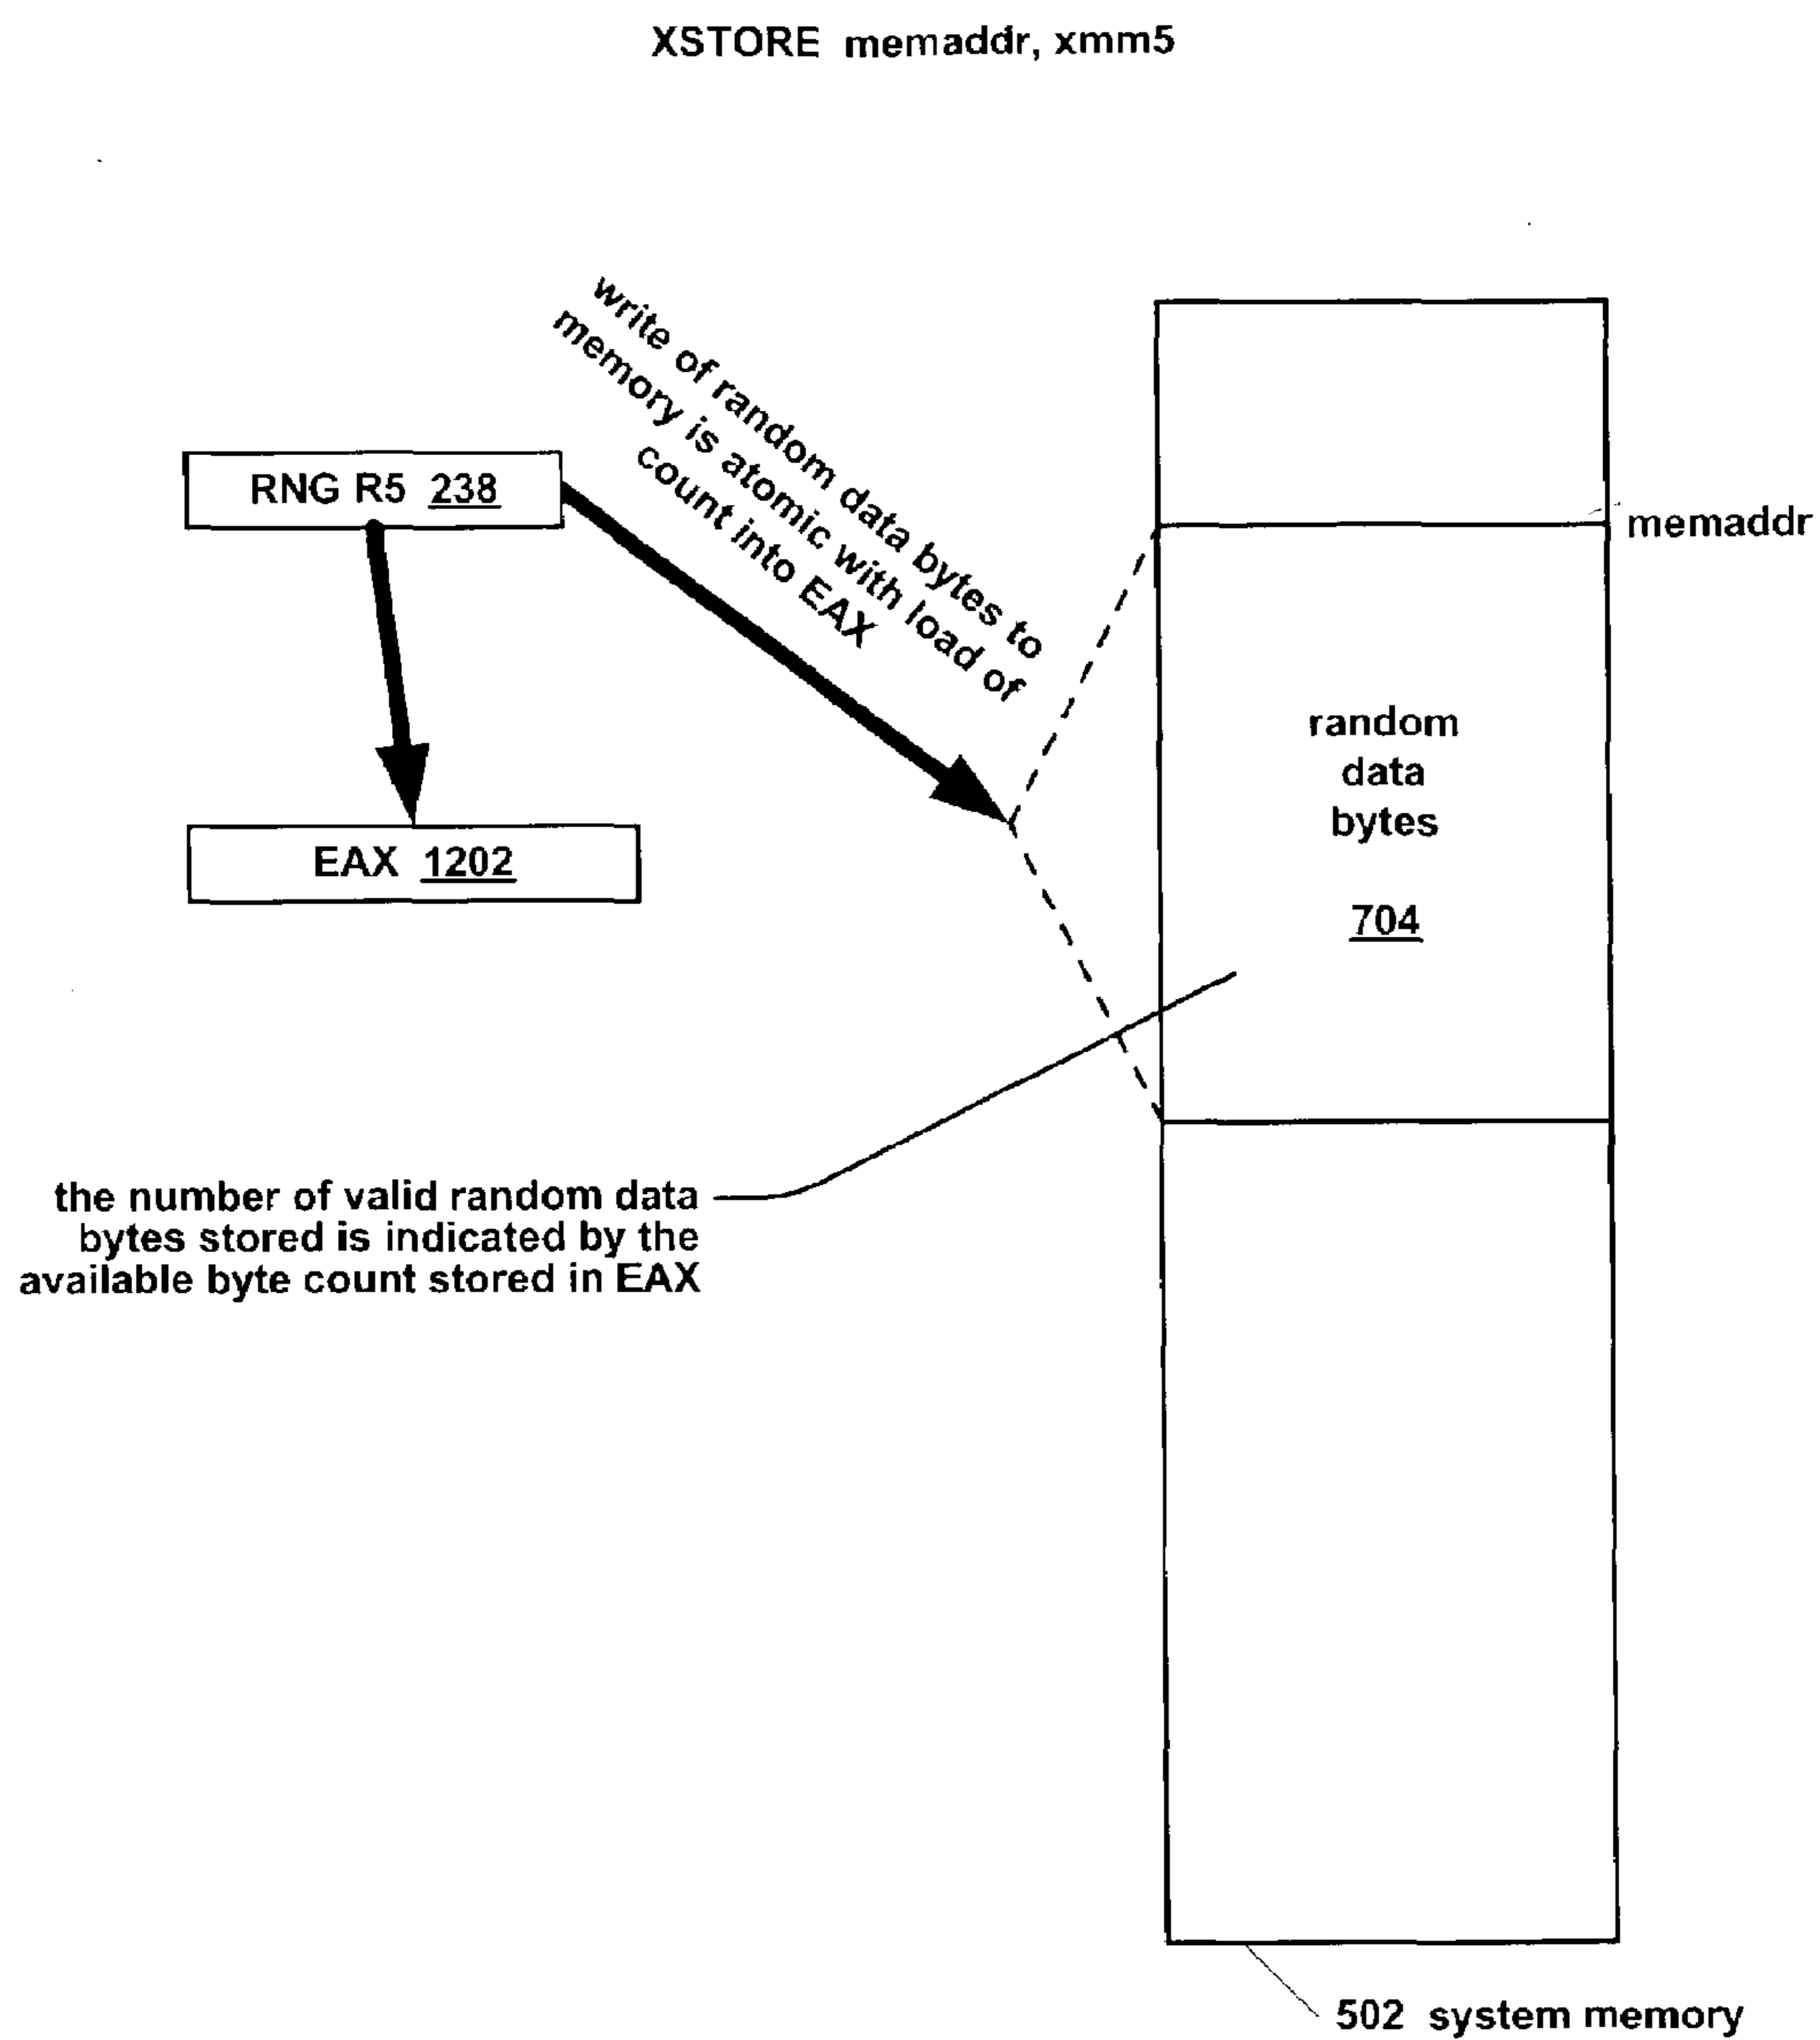 XSTORE memaddr, xmm5
write of random data bytes to
memory is atomic with load of
count into EAX
RNG R5 238
memaddr
random
data
bytes
EAX 1202
704
the number of valid random data
bytes stored is indicated by the
available byte count stored in EAX
502 system memory